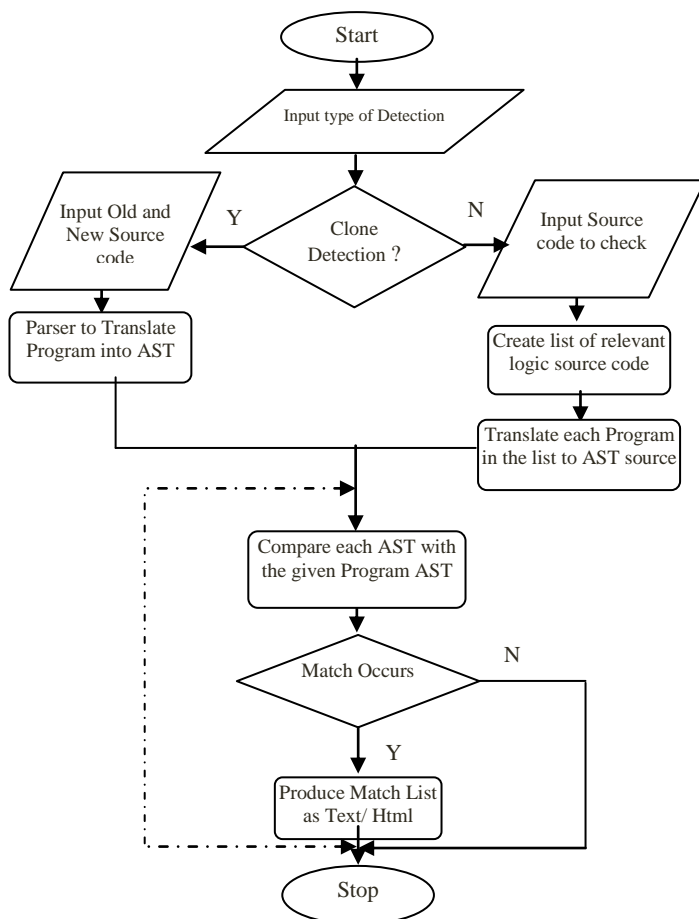 Start
Input type of Detection
Input Old and
New Source
code
Y
Clone
Detection ?
N
Input Source
code to check
Parser to Translate
Program into AST
Create list of relevant
logic source code
Translate each Program
in the list to AST source
Compare each AST with
the given Program AST
Match Occurs
N
Y
Produce Match List
as Text/ Html
Stop